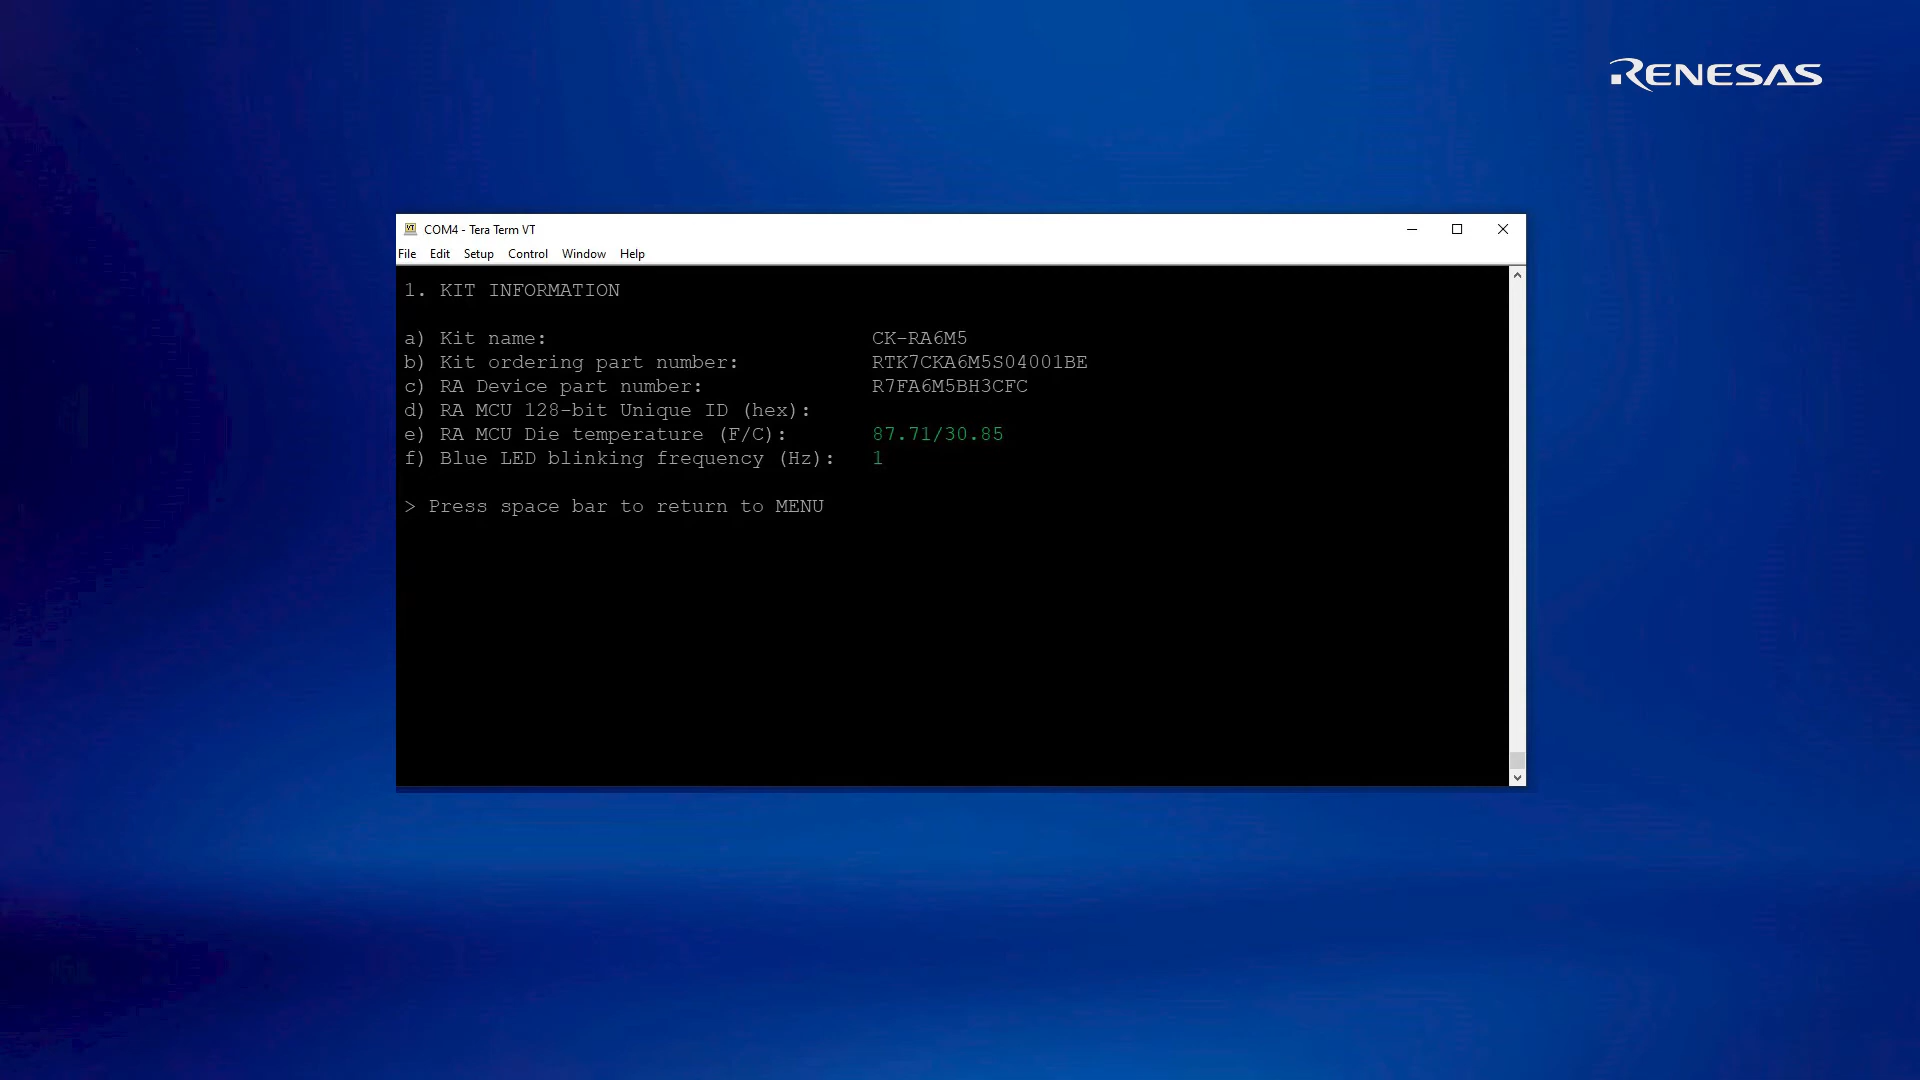 RENESAS
COM4 - Tera Term VT
File Edit Setup Control Window Help
1. KIT INFORMATION
a) Kit name: CK-RA6M5
b) Kit ordering part number: RTK7CKA6M5S04001BE
c) RA Device part number: R7FA6M5BH3CFC
d) RA MCU 128-bit Unique ID (hex):
e) RA MCU Die temperature (F/C): 87.71/30.85
f) Blue LED blinking frequency (Hz): 1
> Press space bar to return to MENU